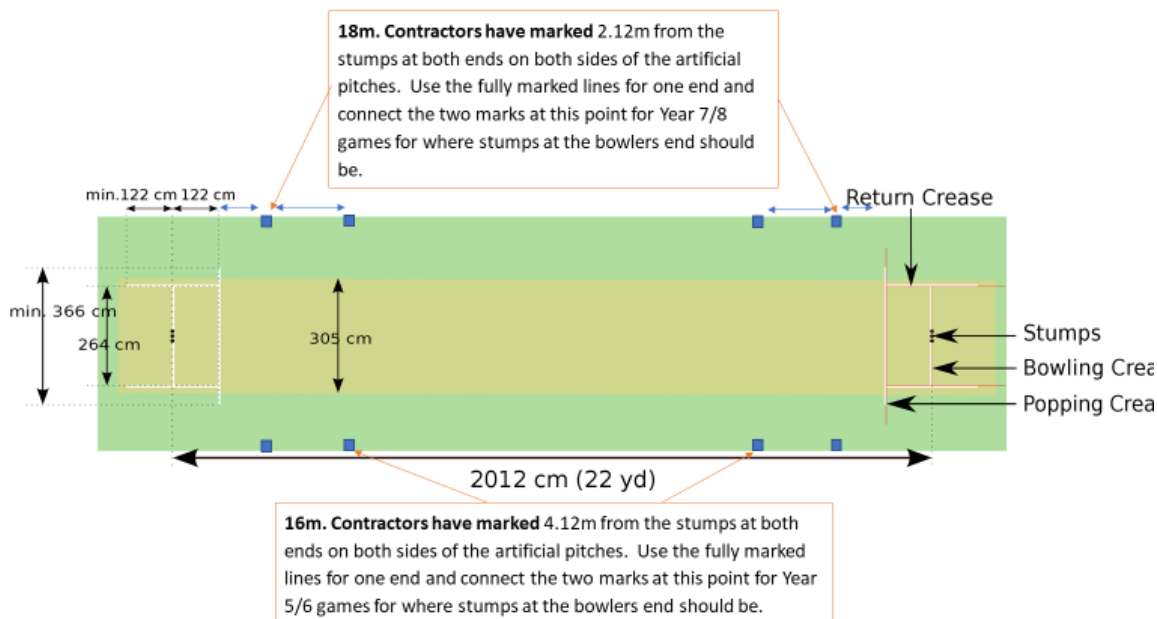 18m. Contractors have marked 2.12m from the
stumps at both ends on both sides of the artificial
pitches.  Use the fully marked lines for one end and
connect the two marks at this point for Year 7/8
games for where stumps at the bowlers end should
be.
min.122 cm 122 cm
Return Crease
min. 366 cm
264 cm
305 cm
Stumps
Bowling Crea
Popping Crea
2012 cm (22 yd)
16m. Contractors have marked 4.12m from the stumps at both
ends on both sides of the artificial pitches.  Use the fully marked
lines for one end and connect the two marks at this point for Year
5/6 games for where stumps at the bowlers end should be.